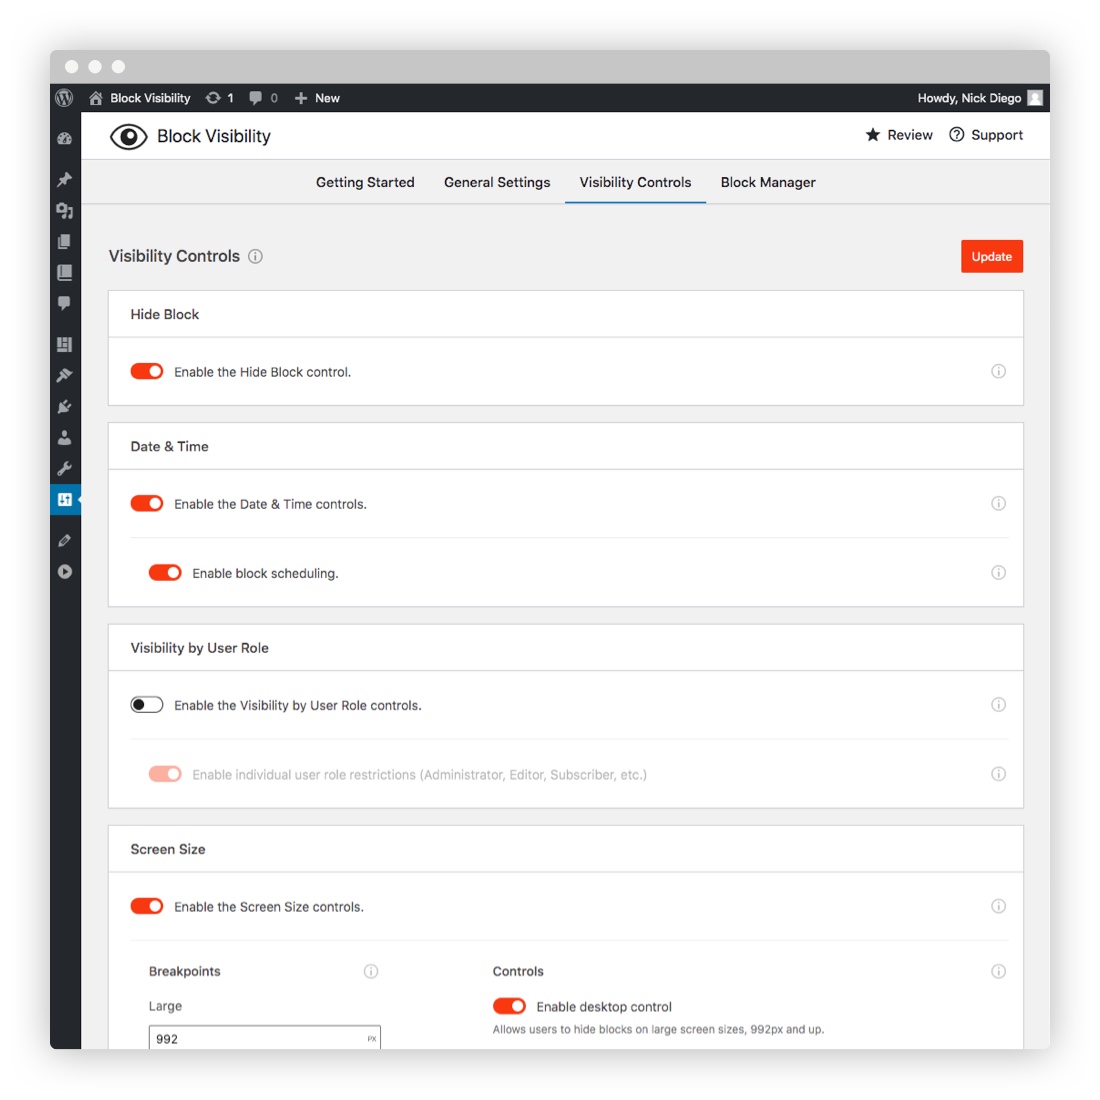 Block Visibility 1 0 New Howdy, Nick Diego
Block Visibility Review Support
Getting Started General Settings Visibility Controls Block Manager
Visibility Controls Update
Hide Block
Enable the Hide Block control.
Date & Time
Enable the Date & Time controls.
Enable block scheduling.
Visibility by User Role
Enable the Visibility by User Role controls.
Enable individual user role restrictions (Administrator, Editor, Subscriber, etc.)
Screen Size
Enable the Screen Size controls.
Breakpoints Controls
Large Enable desktop control
Allows users to hide blocks on large screen sizes, 992px and up.
992 PX